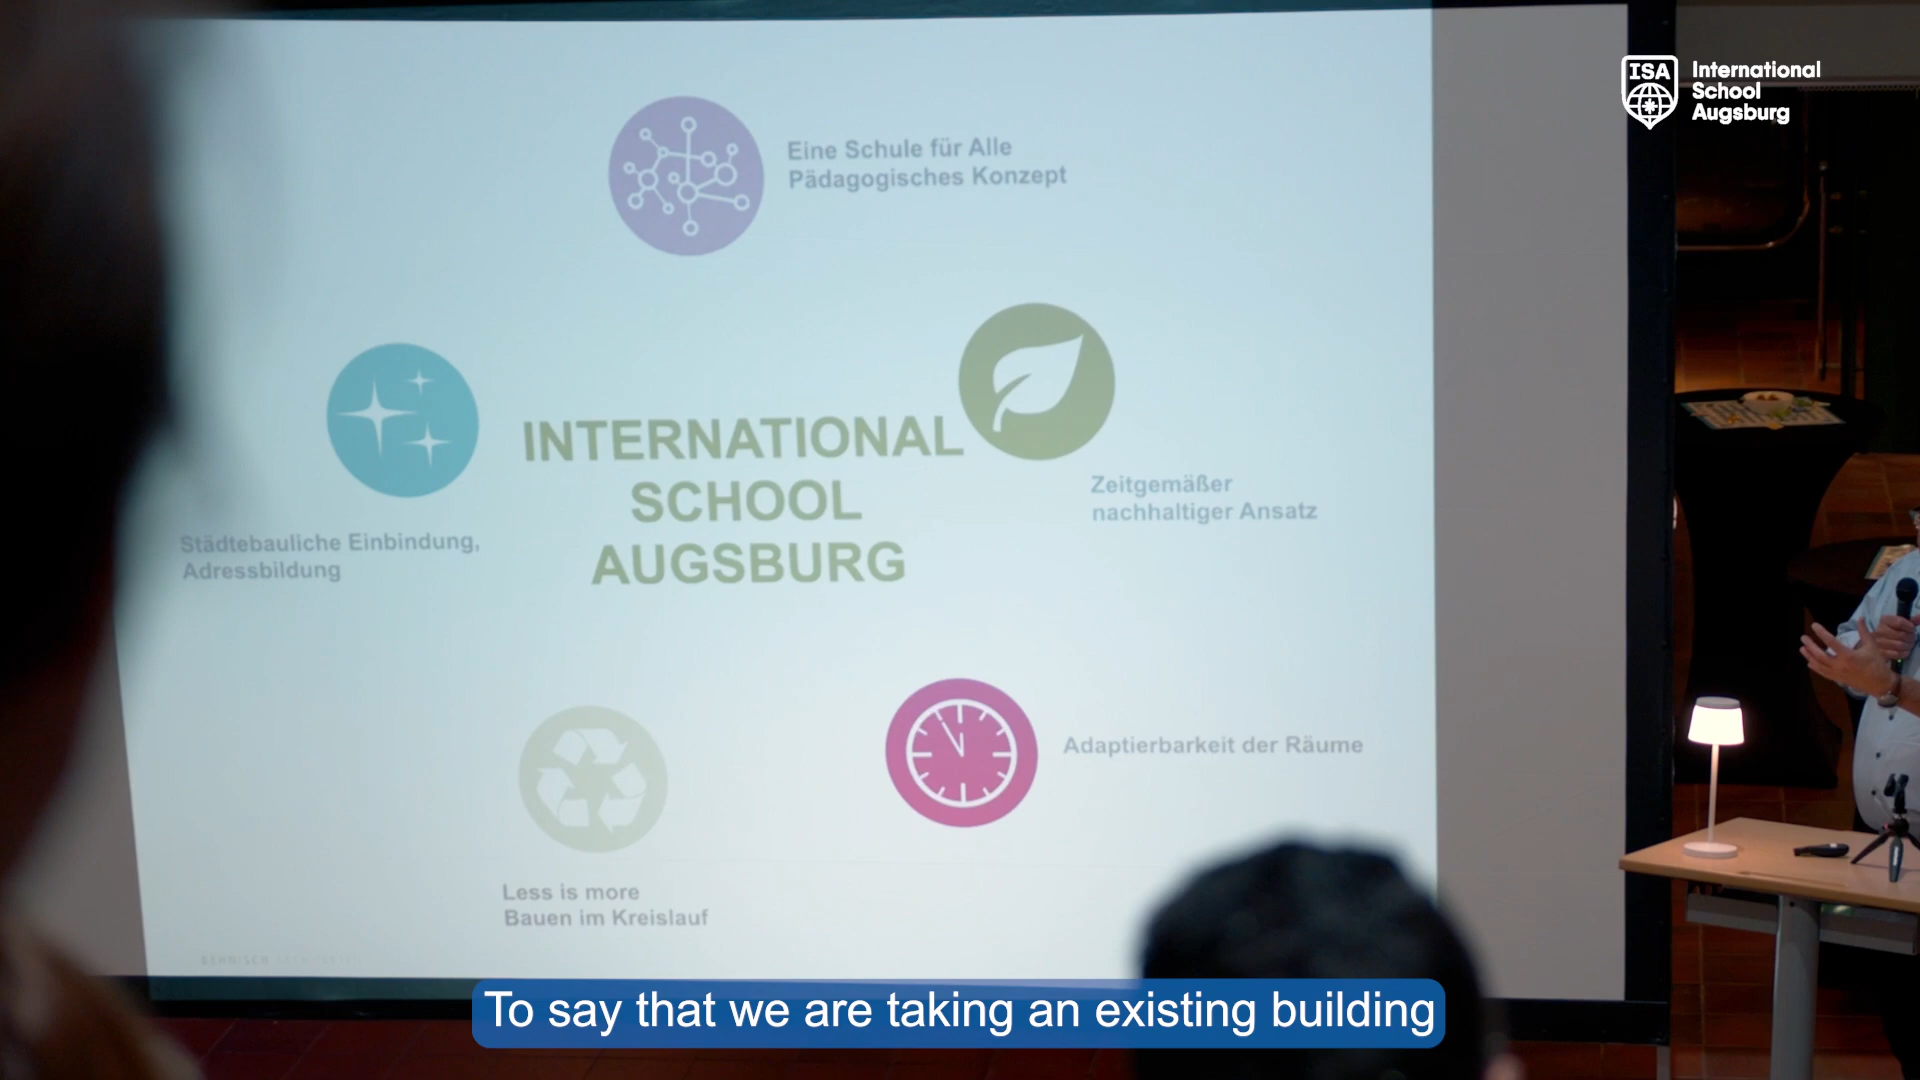 ISA
International
School
Augsburg
Eine Schule für Alle
Pädagogisches Konzept
INTERNATIONAL
SCHOOL
AUGSBURG
Zeitgemäßer
nachhaltiger Ansatz
Städtebauliche Einbindung,
Adressbildung
Adaptierbarkeit der Räume
Less is more
Bauen im Kreislauf
BEHNISCH
To say that we are taking an existing building